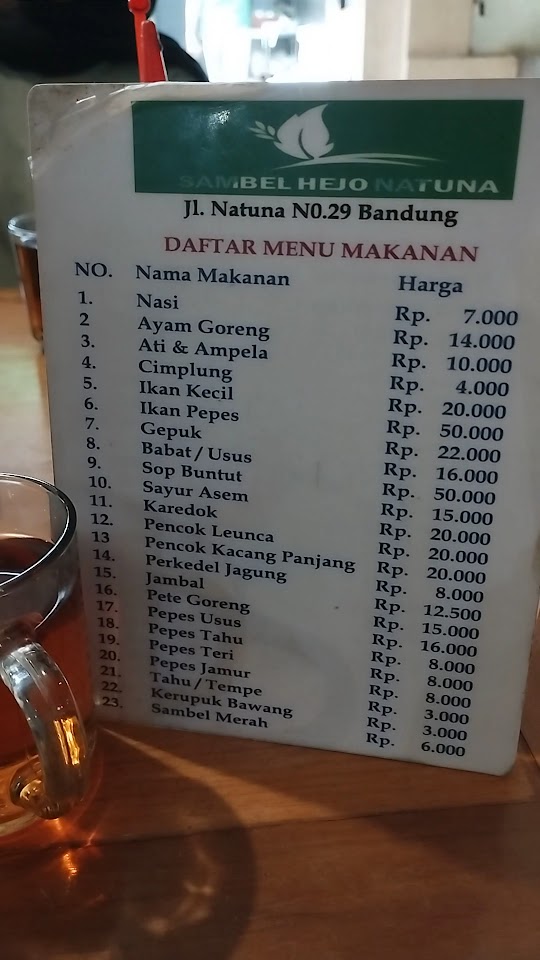 SAMBEL HEJO NATUNA
Jl. Natuna N0.29 Bandung
DAFTAR MENU MAKANAN
NO. Nama Makanan Harga
1. Nasi Rp. 7.000
2 Ayam Goreng Rp. 14.000
3. Ati & Ampela Rp. 10.000
4. Cimplung Rp. 4.000
5. Ikan Kecil Rp. 20.000
6. Ikan Pepes Rp. 50.000
7. Gepuk Rp. 22.000
8. Babat / Usus Rp. 16.000
9. Sop Buntut Rp. 50.000
10. Sayur Asem Rp. 15.000
11. Karedok Rp. 20.000
12. Pencok Leunca Rp. 20.000
13 Pencok Kacang Panjang Rp. 20.000
14. Perkedel Jagung Rp. 8.000
15. Jambal Rp. 12.500
16. Pete Goreng Rp. 15.000
17. Pepes Usus Rp. 16.000
18. Pepes Tahu Rp. 8.000
19. Pepes Teri Rp. 8.000
20. Pepes Jamur Rp. 8.000
21. Tahu / Tempe Rp. 3.000
22. Kerupuk Bawang Rp. 3.000
23. Sambel Merah Rp. 6.000